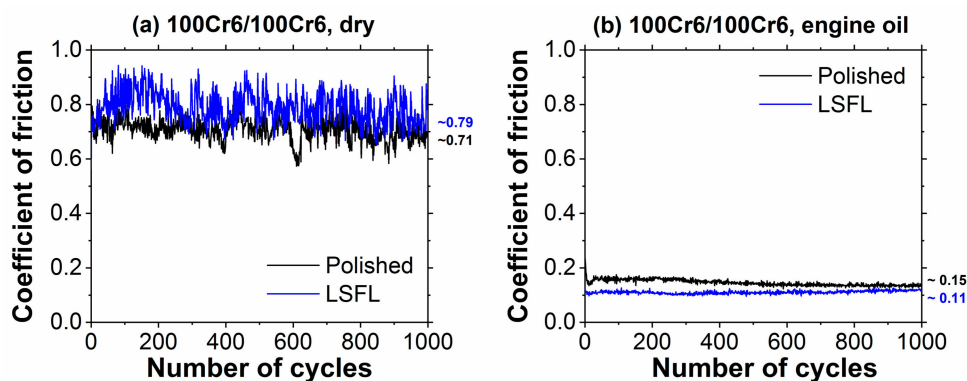 (a) 100Cr6/100Cr6, dry
Coefficient of friction
1.0
0.8
0.6
0.4
0.2
0.0
~0.79
~0.71
Polished
LSFL
0 200 400 600 800 1000
Number of cycles
(b) 100Cr6/100Cr6, engine oil
Coefficient of friction
1.0
0.8
0.6
0.4
0.2
0.0
Polished
LSFL
~ 0.15
~ 0.11
0 200 400 600 800 1000
Number of cycles